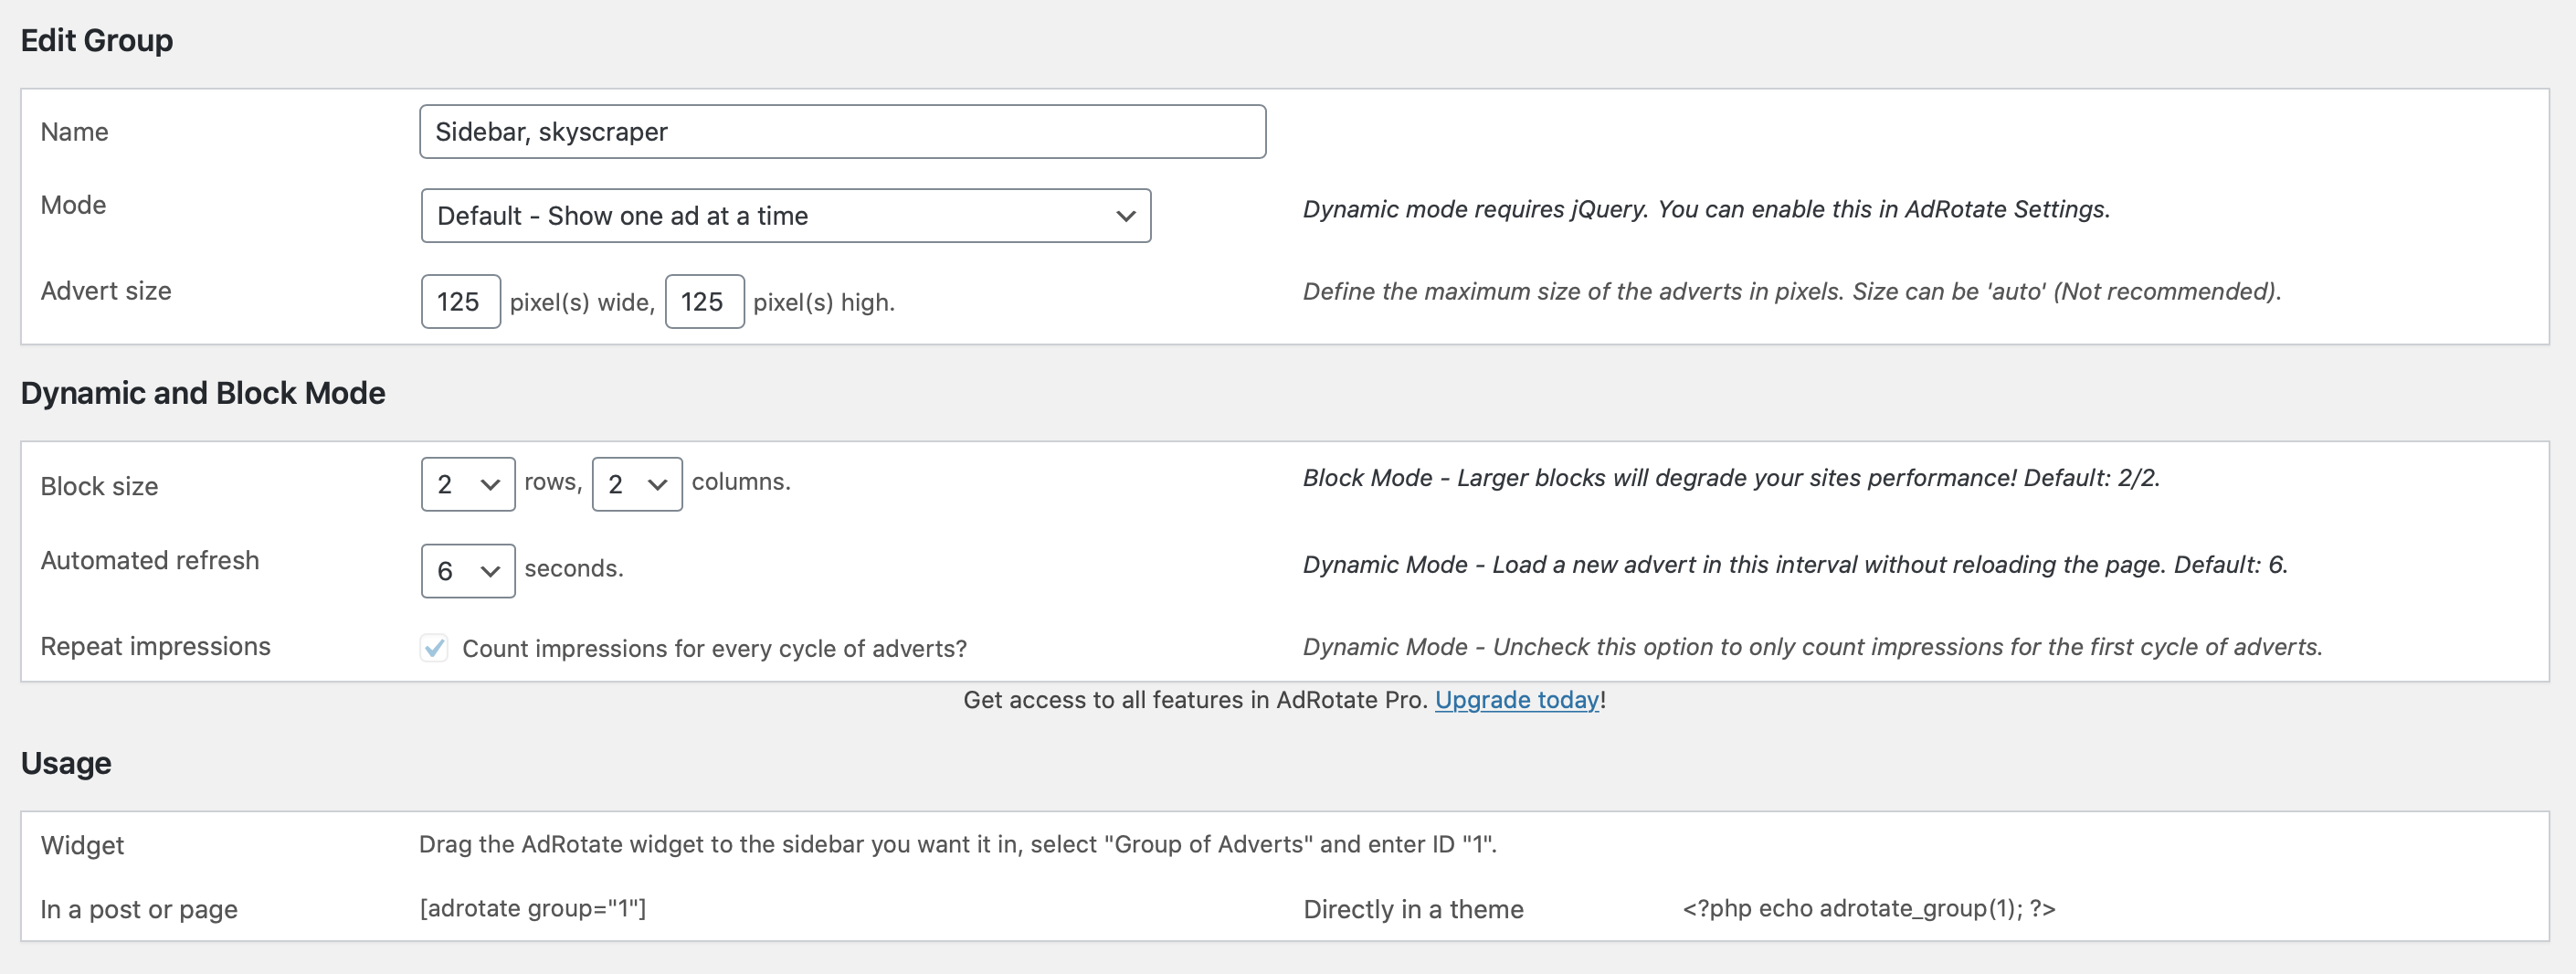 Edit Group
Name
Sidebar, skyscraper
Mode
Default - Show one ad at a time
Dynamic mode requires jQuery. You can enable this in AdRotate Settings.
Advert size
125 pixel(s) wide, 125 pixel(s) high.
Define the maximum size of the adverts in pixels. Size can be 'auto' (Not recommended).
Dynamic and Block Mode
Block size
2 rows, 2 columns.
Block Mode - Larger blocks will degrade your sites performance! Default: 2/2.
Automated refresh
6 seconds.
Dynamic Mode - Load a new advert in this interval without reloading the page. Default: 6.
Repeat impressions
Count impressions for every cycle of adverts?
Dynamic Mode - Uncheck this option to only count impressions for the first cycle of adverts.
Get access to all features in AdRotate Pro. Upgrade today!
Usage
Widget
Drag the AdRotate widget to the sidebar you want it in, select "Group of Adverts" and enter ID "1".
In a post or page
[adrotate group="1"]
Directly in a theme
<?php echo adrotate_group(1); ?>